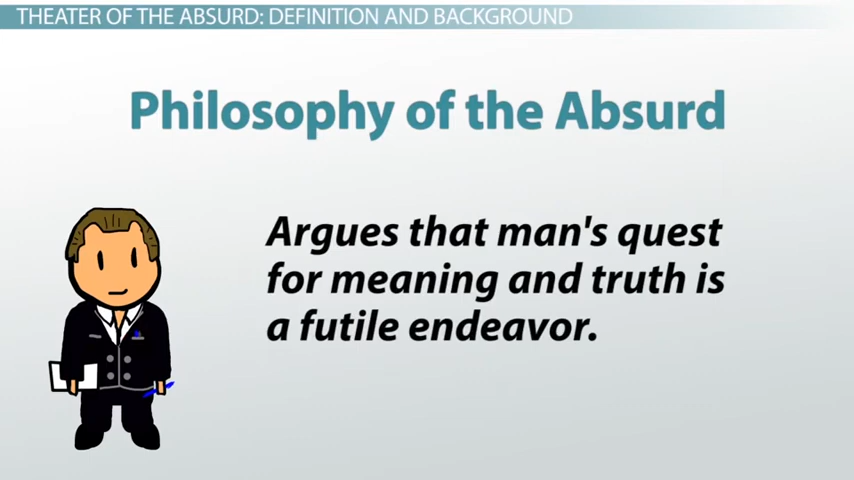 THEATER OF THE ABSURD: DEFINITION AND BACKGROUND
Philosophy of the Absurd
Argues that man's quest
for meaning and truth is
a futile endeavor.